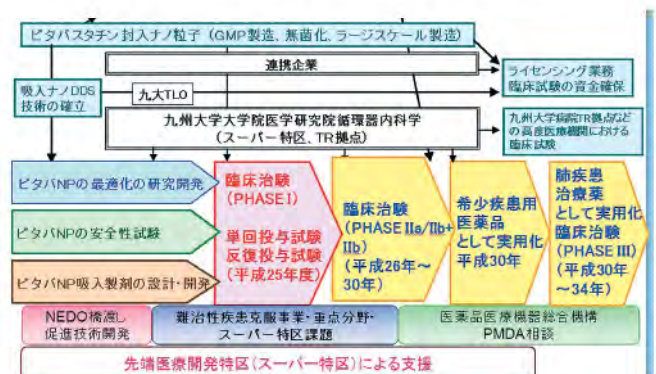 ピタバスタチン封入ナノ粒子（GMP製造、無菌化、ラージスケール製造）
連携企業
ライセンシング業務
臨床試験の資金確保
吸入ナノDDS
技術の確立
九大TLO
九州大学大学院医学研究院循環器内科学
（スーパー特区、TR拠点）
九州大学病院TR拠点など
の高度医療機関における
臨床試験
ピタバNPの最適化の研究開発
ピタバNPの安全性試験
ピタバNP吸入製剤の設計・開発
臨床治験
(PHASE I)
単回投与試験
反復投与試験
(平成25年度)
臨床治験
(PHASE IIa/IIb+
IIb)
(平成26年～
30年)
希少疾患用
医薬品
として実用化
平成30年
肺疾患
治療薬
として実用化
臨床治験
(PHASE III)
(平成30年
～34年)
NEDO橋渡し
促進技術開発
難治性疾患克服事業・重点分野・
スーパー特区課題
医薬品医療機器総合機構
PMDA相談
先端医療開発特区(スーパー特区)による支援